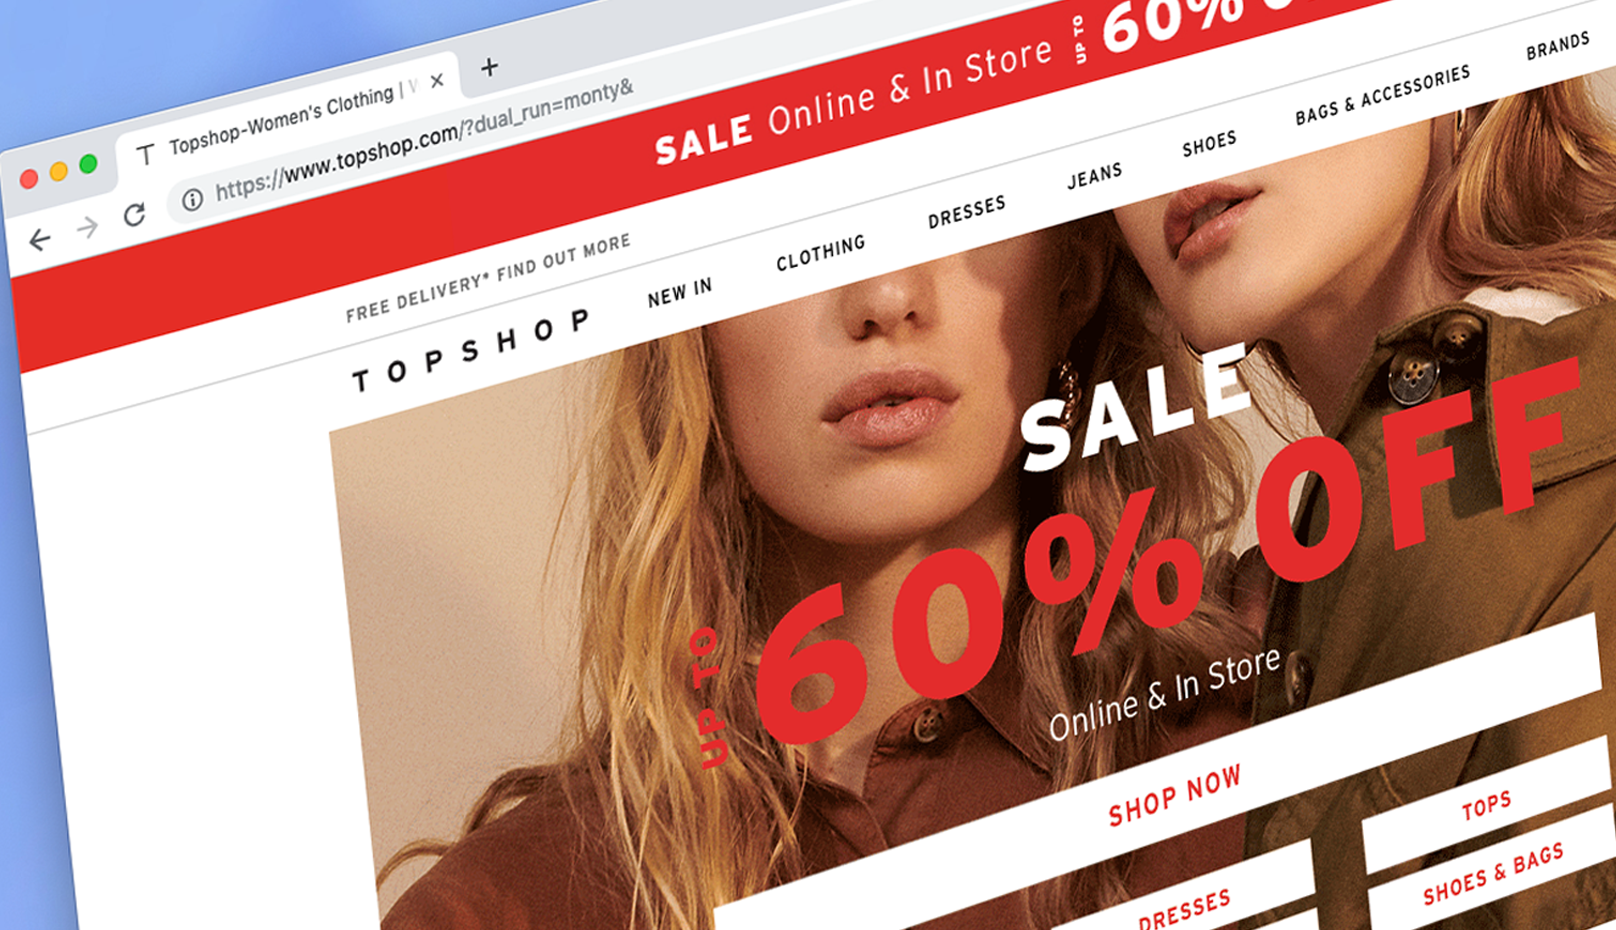 Topshop-Women's Clothing |
https://www.topshop.com/?dual_run=monty&
SALE Online & In Store UP TO 60%
FREE DELIVERY* FIND OUT MORE
TOPSHOP
NEW IN
CLOTHING
DRESSES
JEANS
SHOES
BAGS & ACCESSORIES
BRANDS
SALE
UP TO
60% OFF
Online & In Store
SHOP NOW
DRESSES
TOPS
SHOES & BAGS